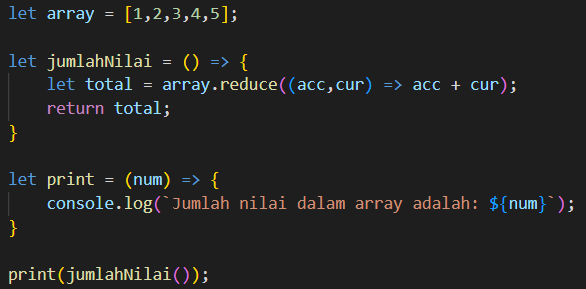 let array = [1,2,3,4,5];

let jumlahNilai = () => {
    let total = array.reduce((acc,cur) => acc + cur);
    return total;
}

let print = (num) => {
    console.log(`Jumlah nilai dalam array adalah: ${num}`);
}

print(jumlahNilai());